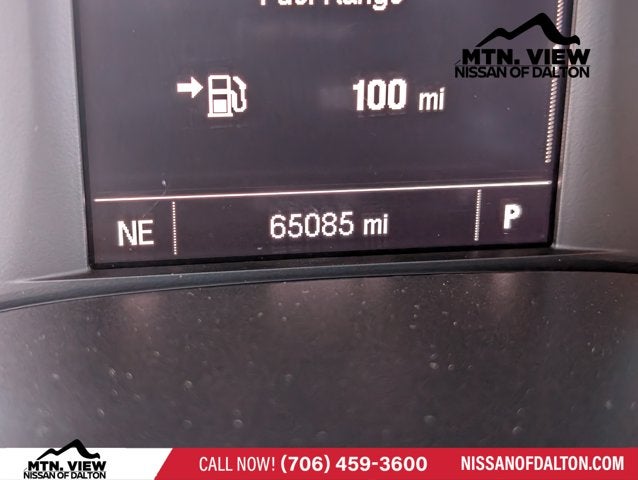 Fuel Range
MTN. VIEW
NISSAN OF DALTON
100 mi
NE 65085 mi P
MTN. VIEW
NISSAN OF DALTON
CALL NOW! (706) 459-3600
NISSANOFDALTON.COM